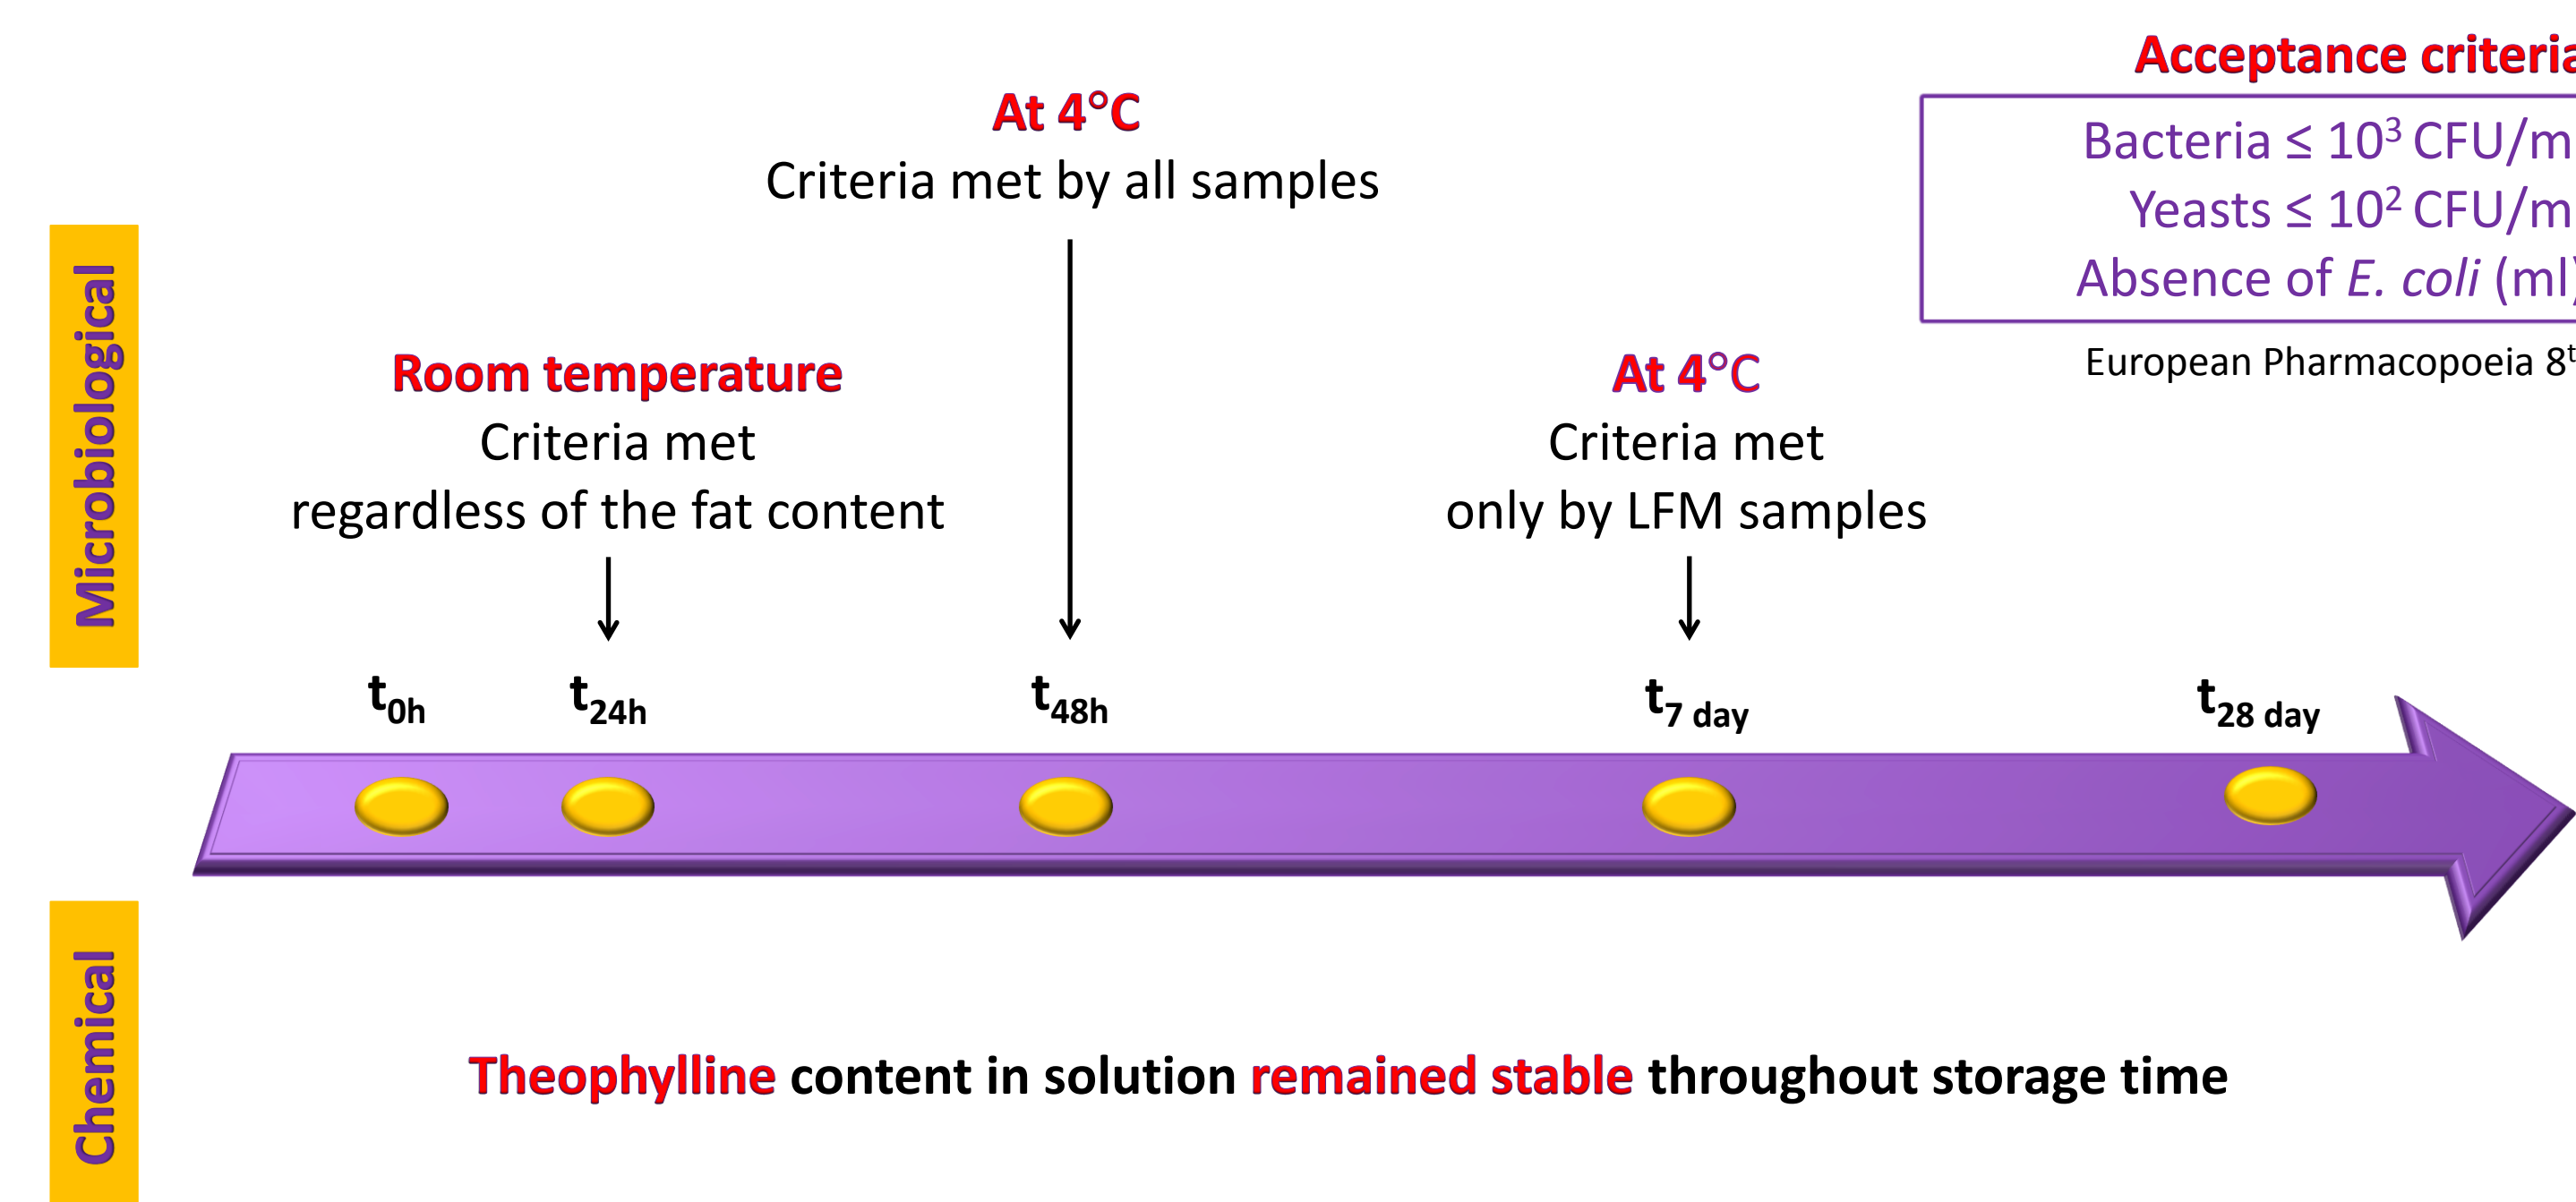 Acceptance criteria
Bacteria ≤ 10³ CFU/m
Yeasts ≤ 10² CFU/m
Absence of E. coli (ml)
European Pharmacopoeia 8ᵗ
At 4°C
Criteria met by all samples
Room temperature
Criteria met
regardless of the fat content
At 4°C
Criteria met
only by LFM samples
Microbiological
t0h
t24h
t48h
t7 day
t28 day
Chemical
Theophylline content in solution remained stable throughout storage time